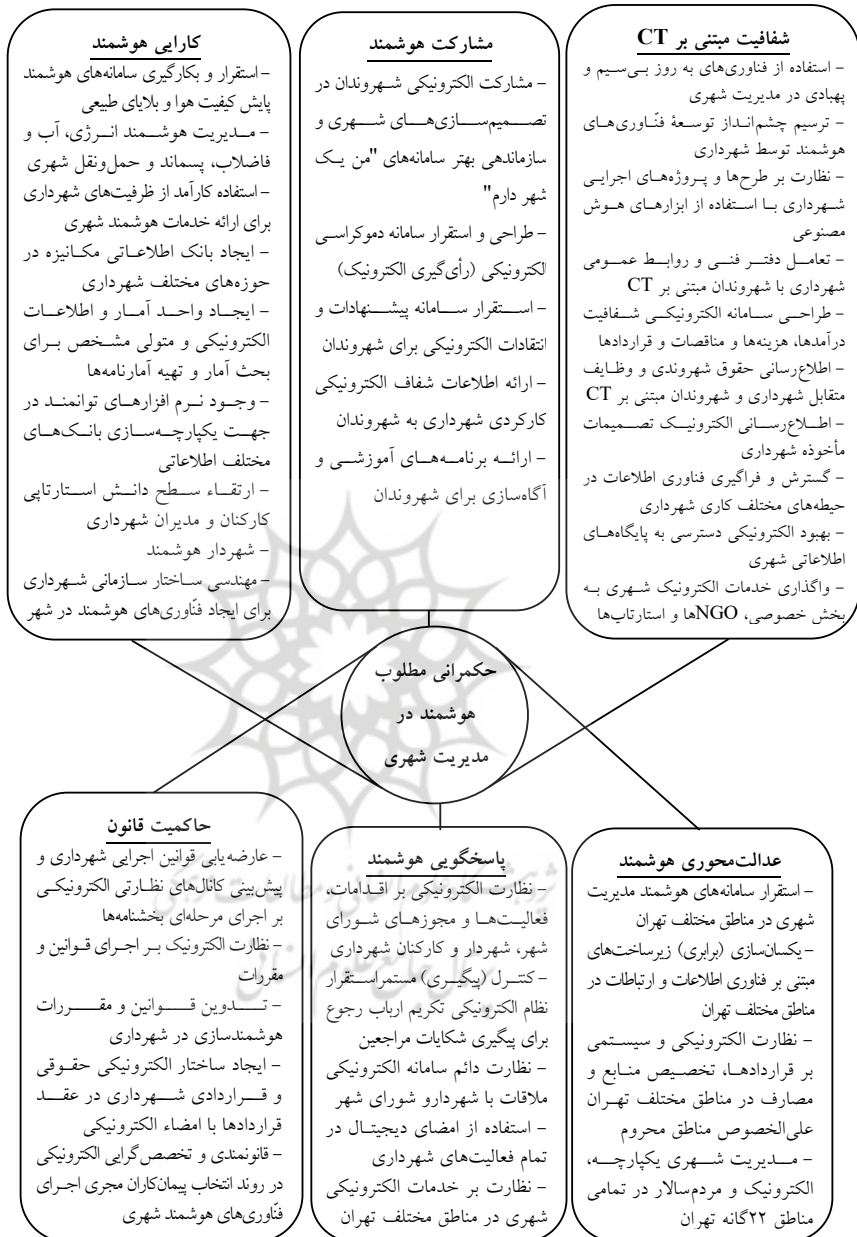 شفافیت مبتنی بر CT
- استفاده از فناوری‌های به روز بی‌سیم و
پهبادی در مدیریت شهری
- ترسیم چشم‌انداز توسعهٔ فنّاوری‌های
هوشمند توسط شهرداری
- نظارت بر طرح‌ها و پروژه‌های اجرایی
شهرداری با استفاده از ابزارهای هوش
مصنوعی
- تعامل دفتر فنی و روابط عمومی
شهرداری با شهروندان مبتنی بر CT
- طراحی سامانه الکترونیکی شفافیت
درآمدها، هزینه‌ها و مناقصات و قراردادها
- اطلاع‌رسانی حقوق شهروندی و وظایف
متقابل شهرداری و شهروندان مبتنی بر CT
- اطلاع‌رسانی الکترونیک تصمیمات
مأخوذه شهرداری
- گسترش و فراگیری فناوری اطلاعات در
حیطه‌های مختلف کاری شهرداری
- بهبود الکترونیکی دسترسی به پایگاه‌های
اطلاعاتی شهری
- واگذاری خدمات الکترونیک شهری به
بخش خصوصی، NGOها و استارتاپ‌ها
مشارکت هوشمند
- مشارکت الکترونیکی شهروندان در
تصمیم‌سازی‌های شهری و
سازماندهی بهتر سامانه‌های "من یک
شهر دارم"
- طراحی و استقرار سامانه دموکراسی
الکترونیکی (رأی‌گیری الکترونیک)
- استقرار سامانه پیشنهادات و
انتقادات الکترونیکی برای شهروندان
- ارائه اطلاعات شفاف الکترونیکی
کارکردی شهرداری به شهروندان
- ارائه برنامه‌های آموزشی و
آگاه‌سازی برای شهروندان
کارایی هوشمند
- استقرار و بکارگیری سامانه‌های هوشمند
پایش کیفیت هوا و بلایای طبیعی
- مدیریت هوشمند انرژی، آب و
فاضلاب، پسماند و حمل‌ونقل شهری
- استفاده کارآمد از ظرفیت‌های شهرداری
برای ارائه خدمات هوشمند شهری
- ایجاد بانک اطلاعاتی مکانیزه در
حوزه‌های مختلف شهرداری
- ایجاد واحد آمار و اطلاعات
الکترونیکی و متولی مشخص برای
بحث آمار و تهیه آمارنامه‌ها
- وجود نرم افزارهای توانمند در
جهت یکپارچه‌سازی بانک‌های
مختلف اطلاعاتی
- ارتقاء سطح دانش استارتاپی
کارکنان و مدیران شهرداری
- شهردار هوشمند
- مهندسی ساختار سازمانی شهرداری
برای ایجاد فنّاوری‌های هوشمند در شهر
حکمرانی مطلوب
هوشمند در
مدیریت شهری
عدالت‌محوری هوشمند
- استقرار سامانه‌های هوشمند مدیریت
شهری در مناطق مختلف تهران
- یکسان‌سازی (برابری) زیرساخت‌های
مبتنی بر فناوری اطلاعات و ارتباطات در
مناطق مختلف تهران
- نظارت الکترونیکی و سیستمی
بر قراردادها، تخصیص منابع و
مصارف در مناطق مختلف تهران
علی‌الخصوص مناطق محروم
- مدیریت شهری یکپارچه،
الکترونیک و مردم‌سالار در تمامی
مناطق ۲۲گانه تهران
پاسخگویی هوشمند
- نظارت الکترونیکی بر اقدامات،
فعالیت‌ها و مجوزهای شورای
شهر، شهردار و کارکنان شهرداری
- کنترل (پیگیری) مستمراستقرار
نظام الکترونیکی تکریم ارباب رجوع
برای پیگیری شکایات مراجعین
- نظارت دائم سامانه الکترونیکی
ملاقات با شهردارو شورای شهر
- استفاده از امضای دیجیتال در
تمام فعالیت‌های شهرداری
- نظارت بر خدمات الکترونیکی
شهری در مناطق مختلف تهران
حاکمیت قانون
- عارضه‌یابی قوانین اجرایی شهرداری و
پیش‌بینی کانال‌های نظارتی الکترونیکی
بر اجرای مرحله‌ای بخشنامه‌ها
- نظارت الکترونیک بر اجرای قوانین و
مقررات
- تدوین قوانین و مقررات
هوشمندسازی در شهرداری
- ایجاد ساختار الکترونیکی حقوقی
و قراردادی شهرداری در عقد
قراردادها با امضاء الکترونیکی
- قانونمندی و تخصص‌گرایی الکترونیکی
در روند انتخاب پیمان‌کاران مجری اجرای
فنّاوری‌های هوشمند شهری
پژوهشگاه علوم انسانی و مطالعات فرهنگی
پرتال جامع علوم انسانی